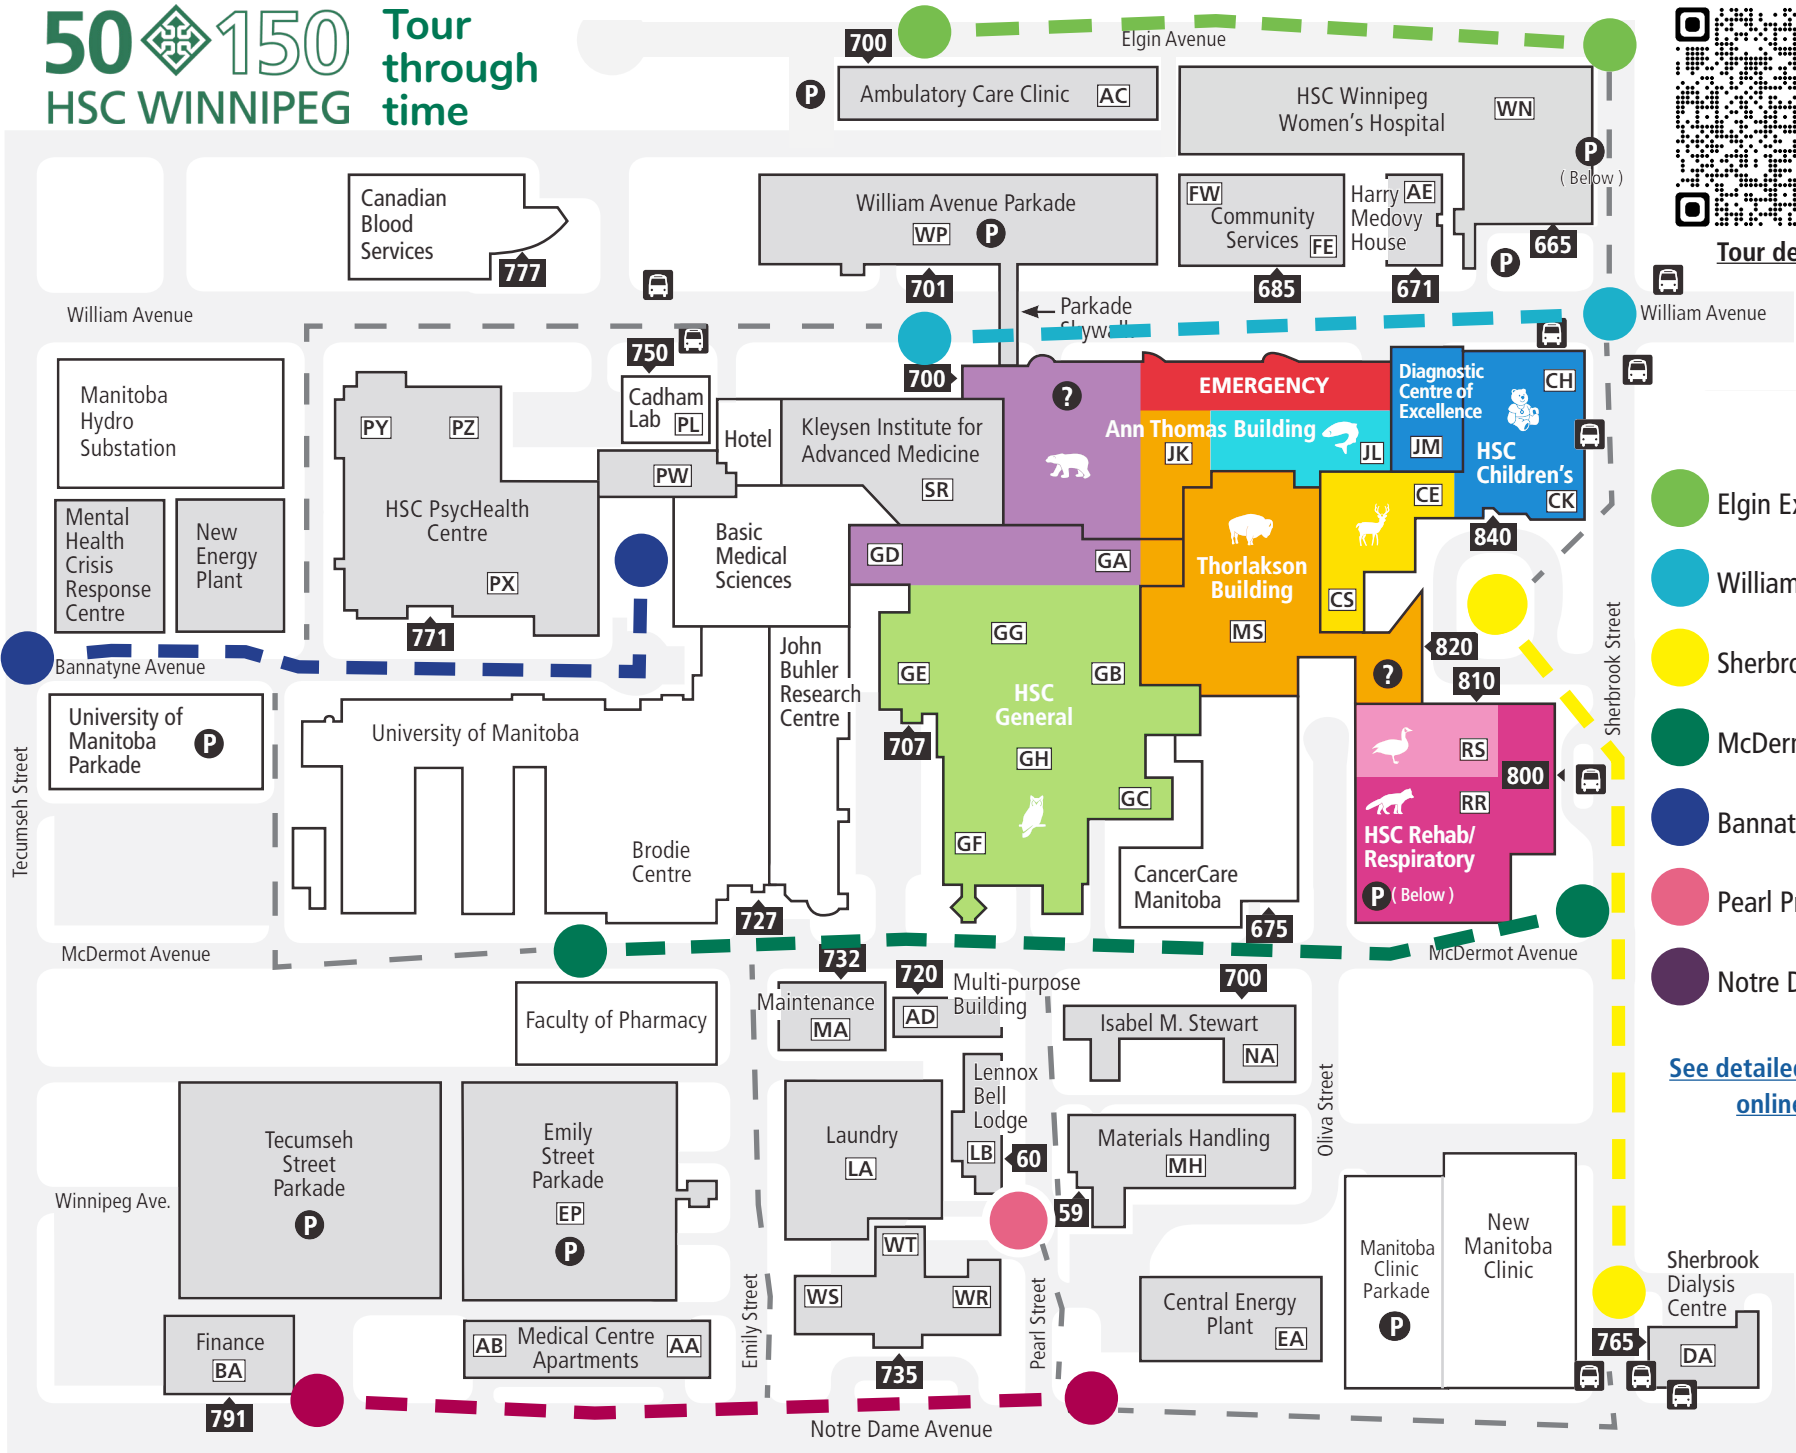 50 150
HSC WINNIPEG
Tour
through
time
Elgin Avenue
700
P
Ambulatory Care Clinic AC
HSC Winnipeg
Women's Hospital
WN
P
( Below )
Tour de
Canadian
Blood
Services
777
William Avenue Parkade
WP P
701
FW
Community
Services FE
685
Harry AE
Medovy
House
671
P
665
William Avenue
Parkade
Skywalk
William Avenue
Manitoba
Hydro
Substation
PY PZ
HSC PsycHealth
Centre
PX
771
750
Cadham
Lab PL
PW
Hotel
Kleysen Institute for
Advanced Medicine
SR
700
?
EMERGENCY
Ann Thomas Building
JK
JL
Diagnostic
Centre of
Excellence
JM
CH
HSC
Children's
CK
840
CE
CS
Mental
Health
Crisis
Response
Centre
New
Energy
Plant
Basic
Medical
Sciences
GD
GA
Thorlakson
Building
MS
820
?
810
Bannatyne Avenue
University of
Manitoba
Parkade
P
Tecumseh Street
University of Manitoba
Brodie
Centre
727
John
Buhler
Research
Centre
GG
GE
GB
HSC
General
707
GH
GC
GF
CancerCare
Manitoba
675
RS
800
RR
HSC Rehab/
Respiratory
P ( Below )
Sherbrook Street
Elgin Ex
William
Sherbro
McDerm
Bannat
Pearl Pr
Notre D
See detailed
online
McDermot Avenue
McDermot Avenue
Faculty of Pharmacy
732
Maintenance
MA
720
AD
Multi-purpose
Building
700
Isabel M. Stewart
NA
Oliva Street
Tecumseh
Street
Parkade
P
Emily
Street
Parkade
EP
P
Laundry
LA
Lennox
Bell
Lodge
LB
60
Materials Handling
MH
59
Winnipeg Ave.
WT
WS
WR
735
Emily Street
Pearl Street
Central Energy
Plant
EA
Manitoba
Clinic
Parkade
P
New
Manitoba
Clinic
Sherbrook
Dialysis
Centre
765
DA
Finance
BA
791
AB Medical Centre AA
Apartments
Notre Dame Avenue